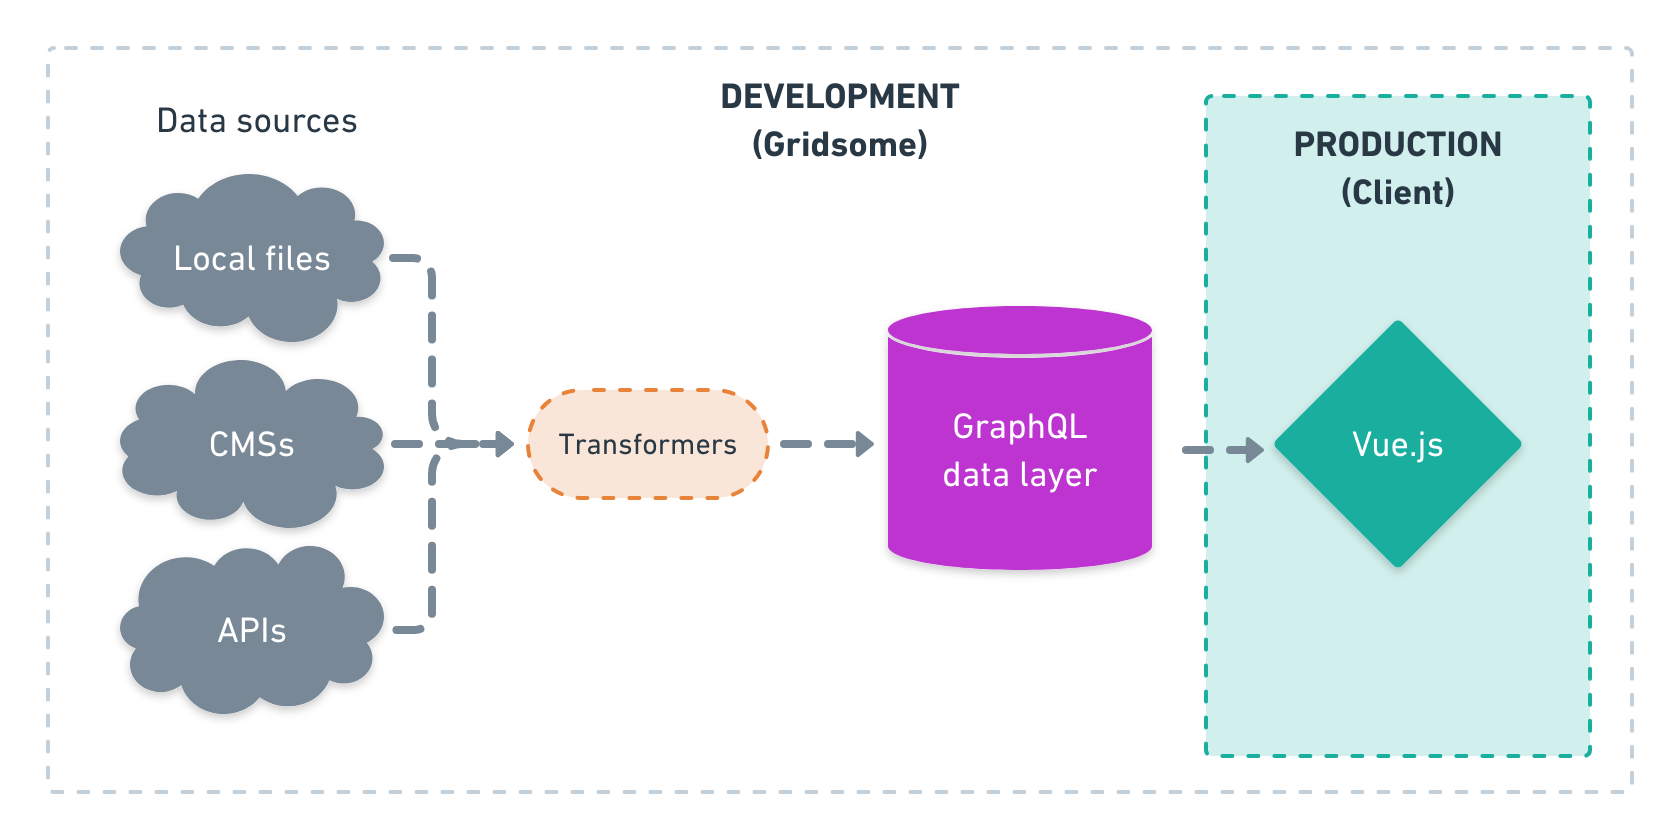 DEVELOPMENT
(Gridsome)
Data sources
Local files
CMSs
APIs
Transformers
GraphQL
data layer
PRODUCTION
(Client)
Vue.js